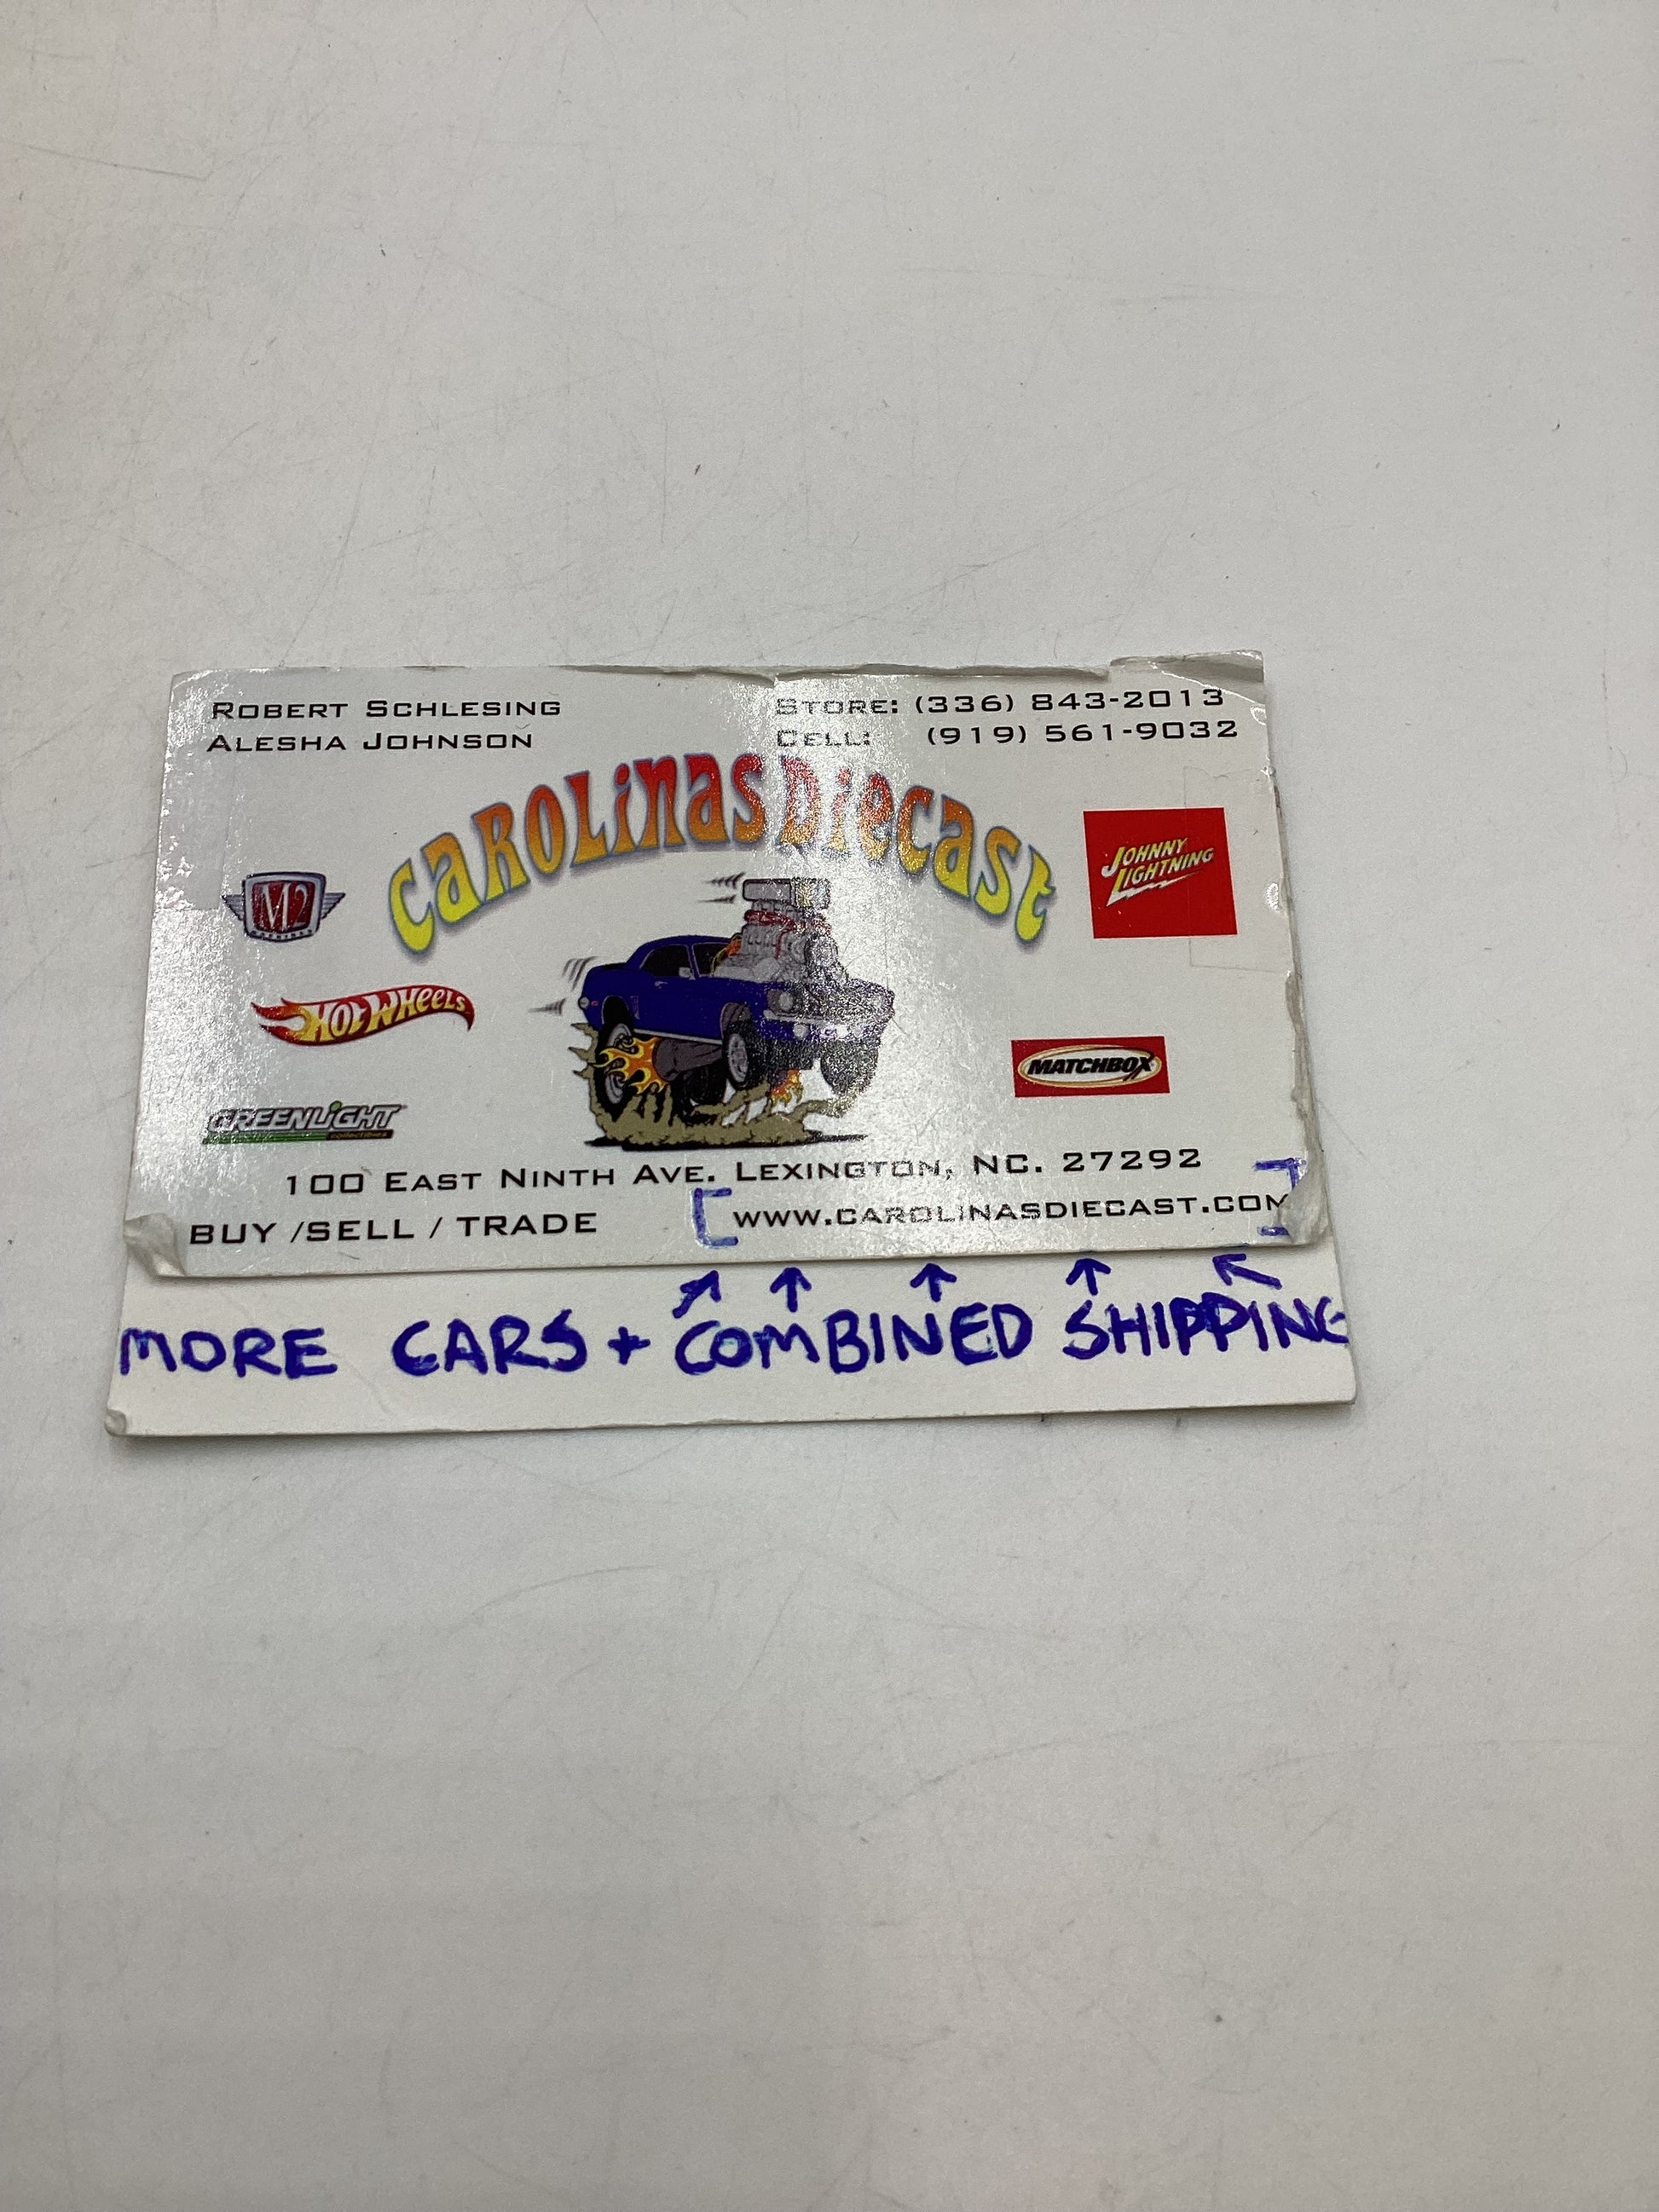 ROBERT SCHLESING
ALESHA JOHNSON
STORE: (336) 843-2013
CELL: (919) 561-9032
CAROLINAS DIECAST
M2
MACHINES
JOHNNY LIGHTNING
HOT WHEELS
MATCHBOX
GREENLIGHT
100 EAST NINTH AVE. LEXINGTON, NC. 27292
BUY /SELL / TRADE
[WWW.CAROLINASDIECAST.COM]
MORE CARS + COMBINED SHIPPING